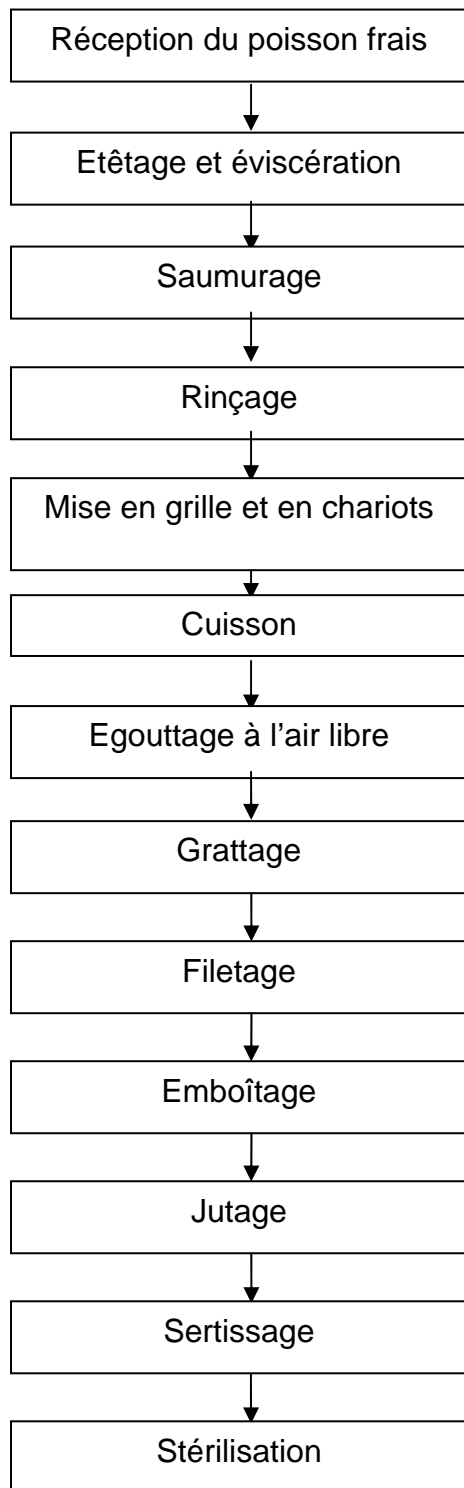 Réception du poisson frais
Etêtage et éviscération
Saumurage
Rinçage
Mise en grille et en chariots
Cuisson
Egouttage à l’air libre
Grattage
Filetage
Emboîtage
Jutage
Sertissage
Stérilisation